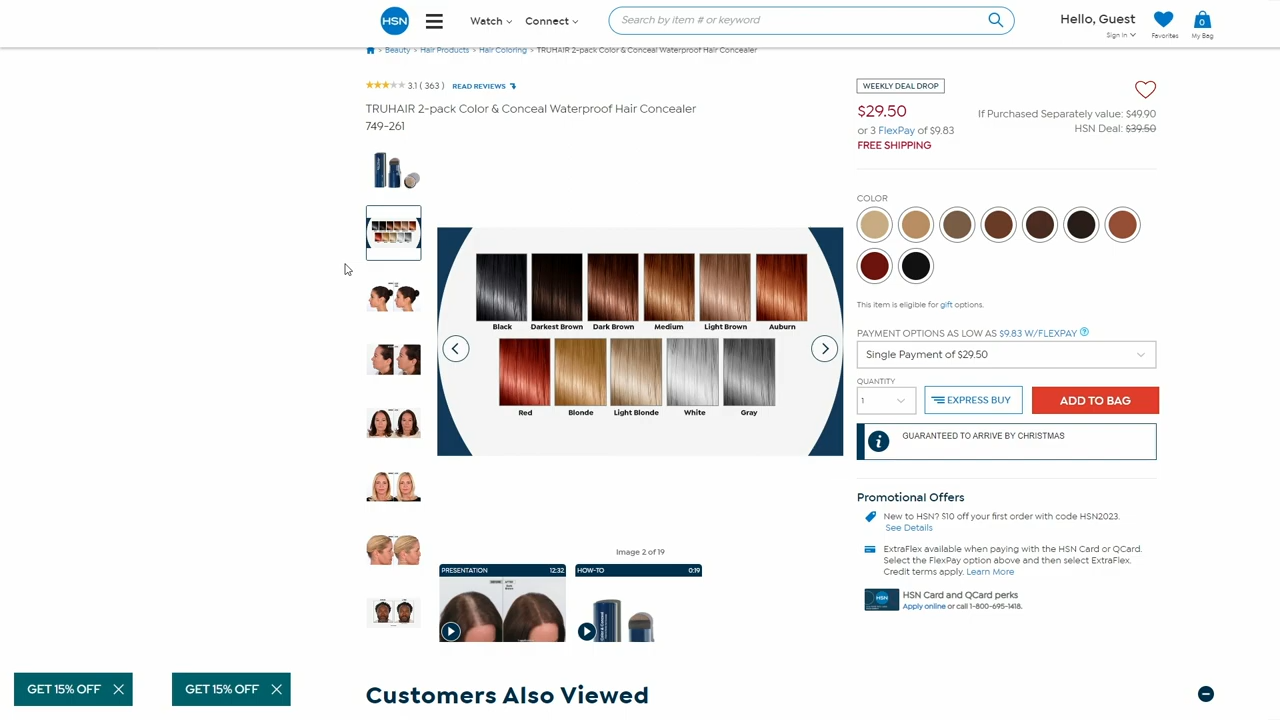 HSN
Watch
Connect
Search by item # or keyword
Hello, Guest
Sign In
Favorites
0
My Bag
> Beauty > Hair Products > Hair Coloring > TRUHAIR 2-pack Color & Conceal Waterproof Hair Concealer
3.1 ( 363 ) READ REVIEWS
TRUHAIR 2-pack Color & Conceal Waterproof Hair Concealer
749-261
Black Darkest Brown Dark Brown Medium Light Brown Auburn
Red Blonde Light Blonde White Gray
Image 2 of 19
PRESENTATION 12:32
HOW-TO 0:19
WEEKLY DEAL DROP
$29.50
or 3 FlexPay of $9.83
FREE SHIPPING
If Purchased Separately value: $49.90
HSN Deal: $39.50
COLOR
This item is eligible for gift options.
PAYMENT OPTIONS AS LOW AS $9.83 W/FLEXPAY
Single Payment of $29.50
QUANTITY
1
EXPRESS BUY
ADD TO BAG
GUARANTEED TO ARRIVE BY CHRISTMAS
Promotional Offers
New to HSN? $10 off your first order with code HSN2023.
See Details
ExtraFlex available when paying with the HSN Card or QCard.
Select the FlexPay option above and then select ExtraFlex.
Credit terms apply. Learn More
HSN
HSN Card and QCard perks
Apply online or call 1-800-695-1418.
GET 15% OFF
GET 15% OFF
Customers Also Viewed